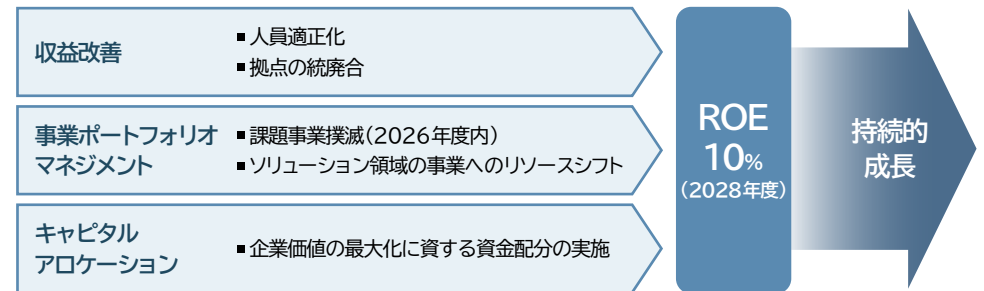 収益改善
■人員適正化
■拠点の統廃合
事業ポートフォリオ
マネジメント
■課題事業撲滅(2026年度内)
■ソリューション領域の事業へのリソースシフト
キャピタル
アロケーション
■企業価値の最大化に資する資金配分の実施
ROE
10%
(2028年度)
持続的
成長